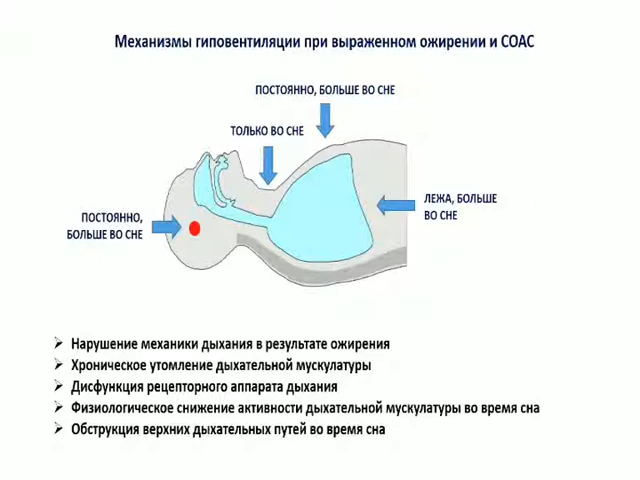 Механизмы гиповентиляции при выраженном ожирении и СОАС
ПОСТОЯННО, БОЛЬШЕ ВО СНЕ
ТОЛЬКО ВО СНЕ
ЛЕЖА, БОЛЬШЕ
ВО СНЕ
ПОСТОЯННО,
БОЛЬШЕ ВО СНЕ
Нарушение механики дыхания в результате ожирения
Хроническое утомление дыхательной мускулатуры
Дисфункция рецепторного аппарата дыхания
Физиологическое снижение активности дыхательной мускулатуры во время сна
Обструкция верхних дыхательных путей во время сна